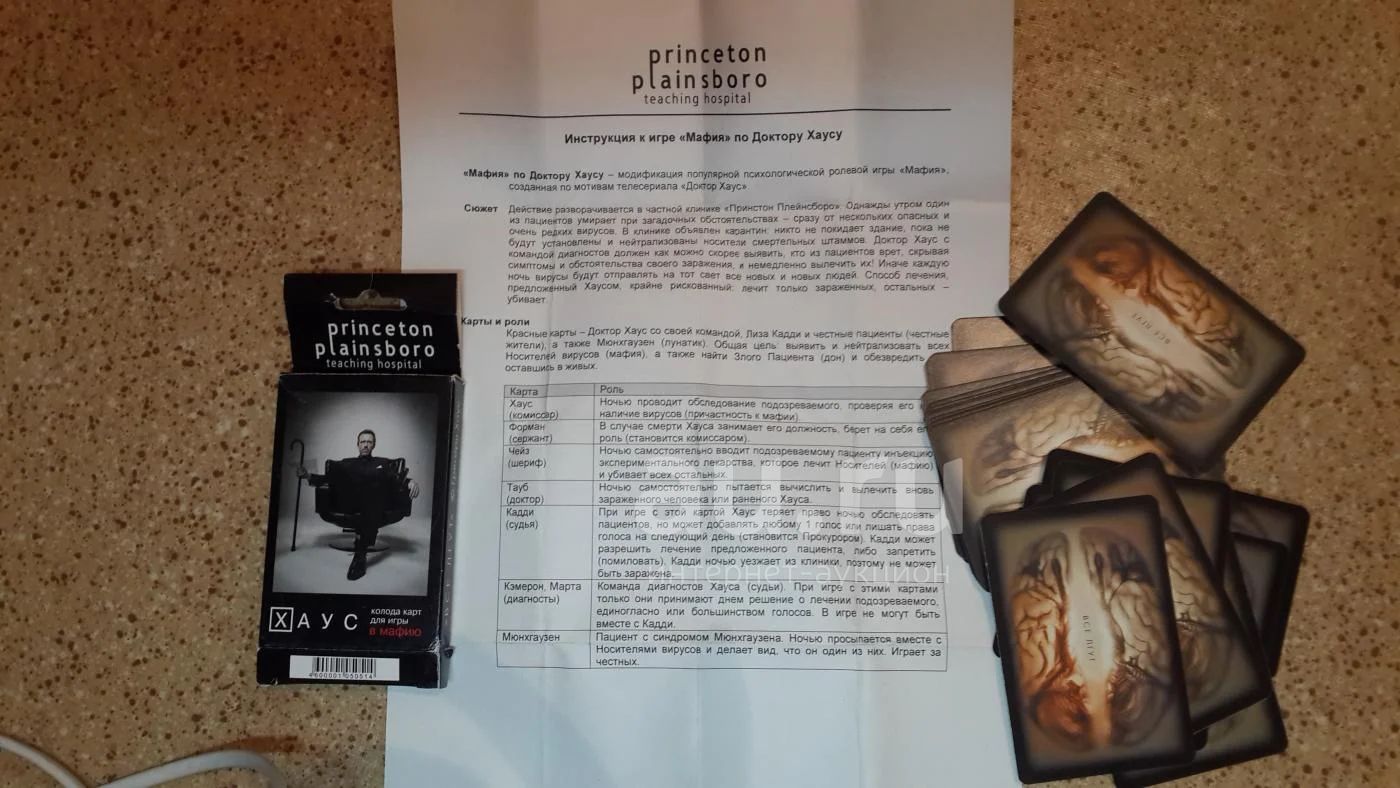 princeton
plainsboro
teaching hospital
Инструкция к игре «Мафия» по Доктору Хаусу
«Мафия» по Доктору Хаусу – модификация популярной психологической ролевой игры «Мафия»,
созданная по мотивам телесериала «Доктор Хаус»
Сюжет Действие разворачивается в частной клинике «Принстон Плейнсборо». Однажды утром один
из пациентов умирает при загадочных обстоятельствах – сразу от нескольких опасных и
очень редких вирусов. В клинике объявлен карантин: никто не покидает здание, пока не
будут установлены и нейтрализованы носители смертельных штаммов. Доктор Хаус с
командой диагностов должен как можно скорее выявить, кто из пациентов врет, скрывая
симптомы и обстоятельства своего заражения, и немедленно вылечить их! Иначе каждую
ночь вирусы будут отправлять на тот свет все новых и новых людей. Способ лечения,
предложенный Хаусом, крайне рискованный: лечит только зараженных, остальных –
убивает.
Карты и роли
Красные карты – Доктор Хаус со своей командой, Лиза Кадди и честные пациенты (честные
жители), а также Мюнхгаузен (лунатик). Общая цель: выявить и нейтрализовать всех
Носителей вирусов (мафия), а также найти Злого Пациента (дон) и обезвредить
оставшись в живых.
Карта Роль
Хаус
(комиссар)
Ночью проводит обследование подозреваемого, проверяя его
наличие вирусов (причастность к мафии).
Форман
(сержант)
В случае смерти Хауса занимает его должность, берет на себя его
роль (становится комиссаром).
Чейз
(шериф)
Ночью самостоятельно вводит подозреваемому пациенту инъекцию
экспериментального лекарства, которое лечит Носителей (мафию)
и убивает всех остальных.
Тауб
(доктор)
Ночью самостоятельно пытается вычислить и вылечить вновь
зараженного человека или раненого Хауса.
Кадди
(судья)
При игре с этой картой Хаус теряет право ночью обследовать
пациентов, но может добавлять любому 1 голос или лишать права
голоса на следующий день (становится Прокурором). Кадди может
разрешить лечение предложенного пациента, либо запретить
(помиловать). Кадди ночью уезжает из клиники, поэтому не может
быть заражена.
Кэмерон, Марта
(диагносты)
Команда диагностов Хауса (судьи). При игре с этими картами
только они принимают днем решение о лечении подозреваемого,
единогласно или большинством голосов. В игре не могут быть
вместе с Кадди.
Мюнхгаузен
Пациент с синдромом Мюнхгаузена. Ночью просыпается вместе с
Носителями вирусов и делает вид, что он один из них. Играет за
честных.
princeton
plainsboro
teaching hospital
ХАУС
колода карт
для игры
в мафию
4600001050514
ВСЕ ЛГУТ
ВСЕ ЛГУТ
ru
интернет-аукцион